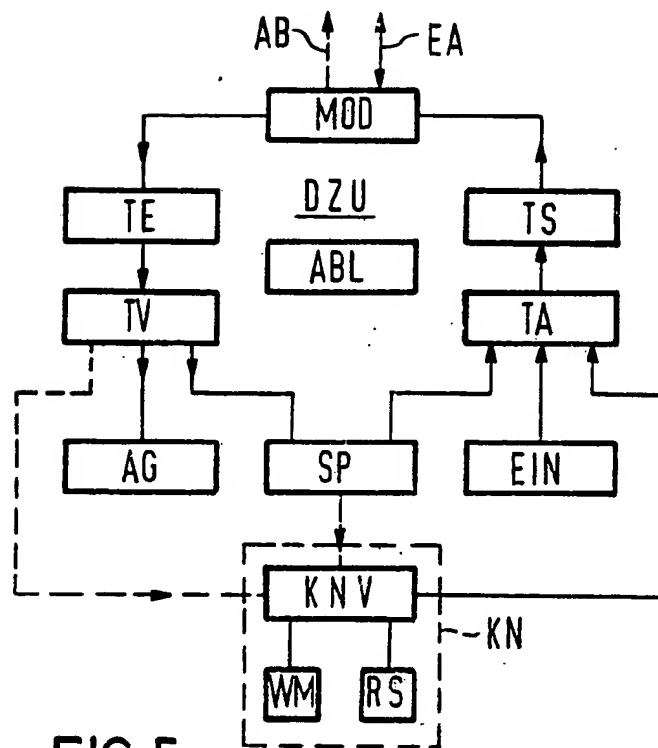 AB EA
MOD
TE DZU TS
ABL
TV TA
AG SP EIN
KNV
KN
WM RS
FIG.5